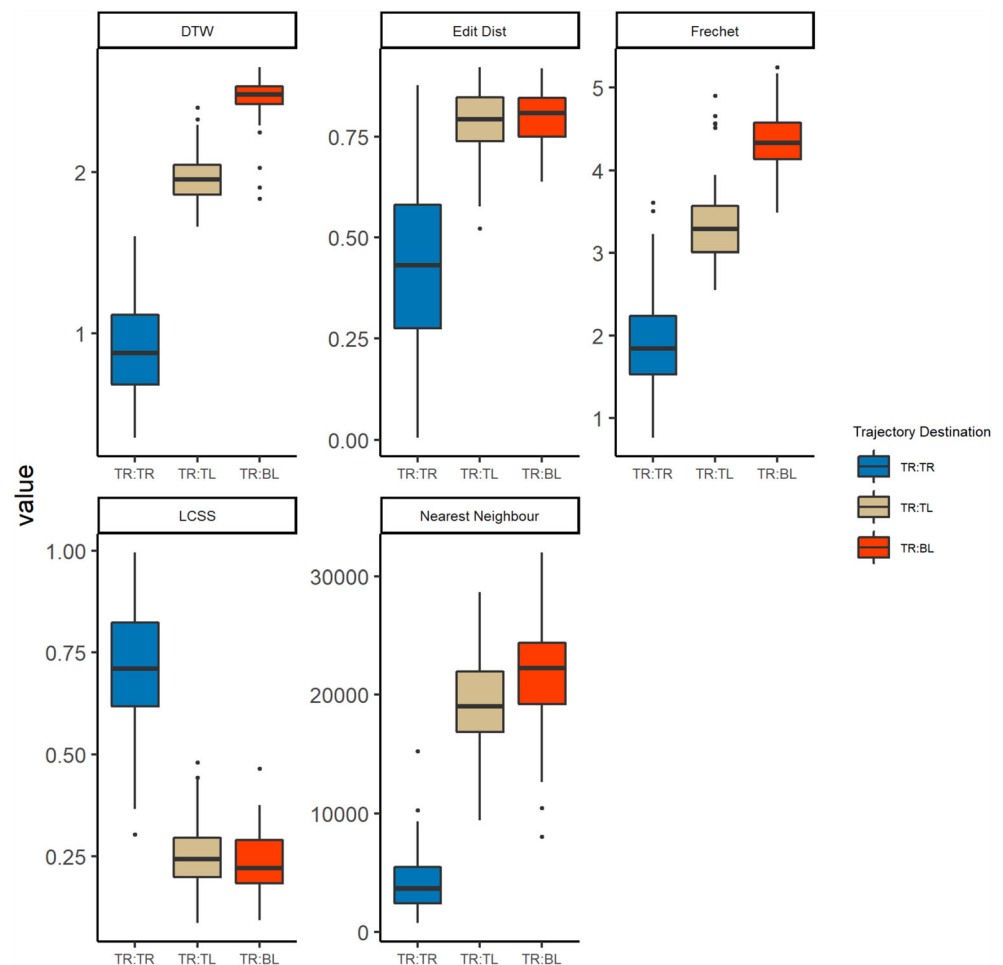 DTW
Edit Dist
Frechet
2
1
0.75
0.50
0.25
0.00
5
4
3
2
1
TR:TR TR:TL TR:BL
TR:TR TR:TL TR:BL
TR:TR TR:TL TR:BL
value
LCSS
Nearest Neighbour
1.00
0.75
0.50
0.25
30000
20000
10000
0
TR:TR TR:TL TR:BL
TR:TR TR:TL TR:BL
Trajectory Destination
TR:TR
TR:TL
TR:BL